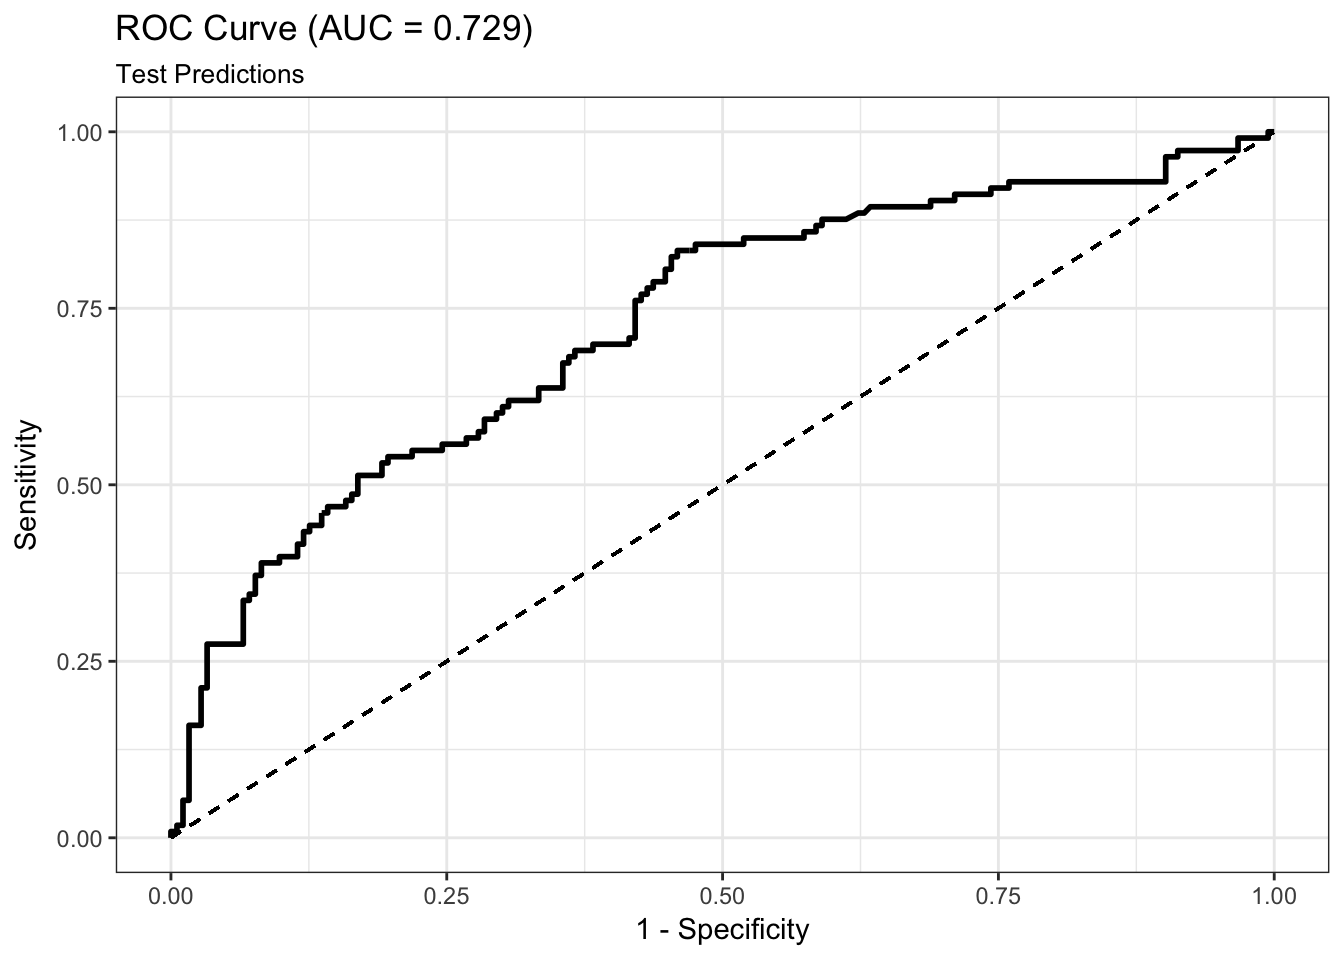 ROC Curve (AUC = 0.729)
Test Predictions
1.00
0.75
0.50
0.25
0.00
Sensitivity
0.00 0.25 0.50 0.75 1.00
1 - Specificity